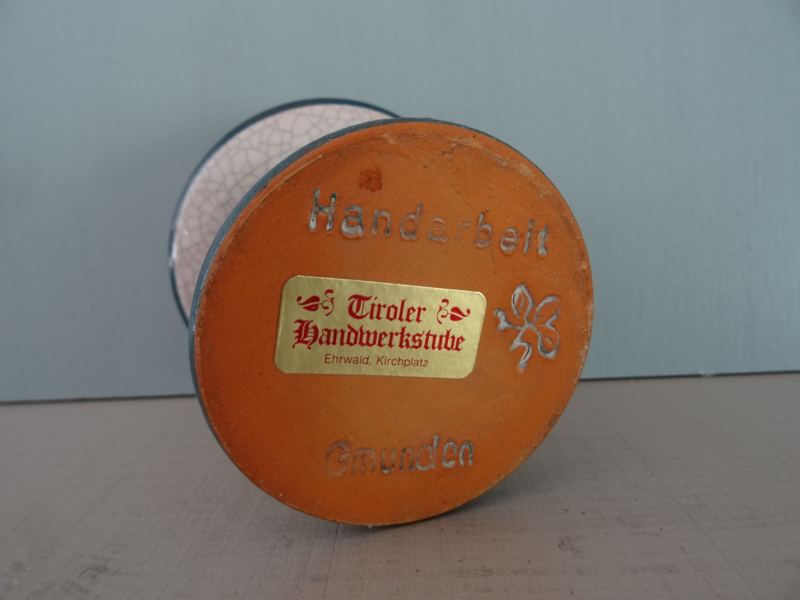 Handarbeit
Tiroler
Handwerkstube
Ehrwald, Kirchplatz
Gmunden